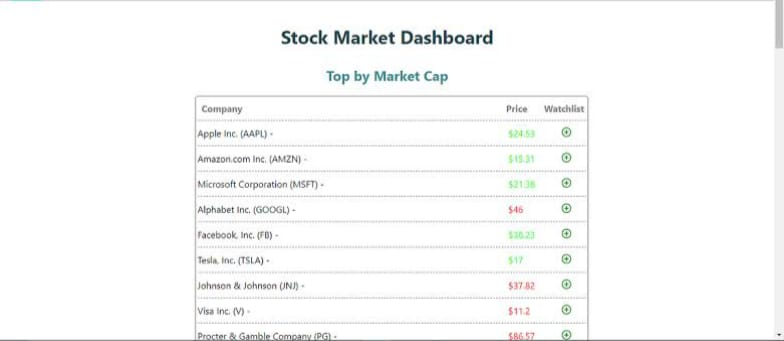 Stock Market Dashboard
Top by Market Cap
Company Price Watchlist
Apple Inc. (AAPL) - $24.53
Amazon.com Inc. (AMZN) - $15.31
Microsoft Corporation (MSFT) - $21.38
Alphabet Inc. (GOOGL) - $46
Facebook, Inc. (FB) - $36.23
Tesla, Inc. (TSLA) - $17
Johnson & Johnson (JNJ) - $37.82
Visa Inc. (V) - $11.2
Procter & Gamble Company (PG) - $86.57